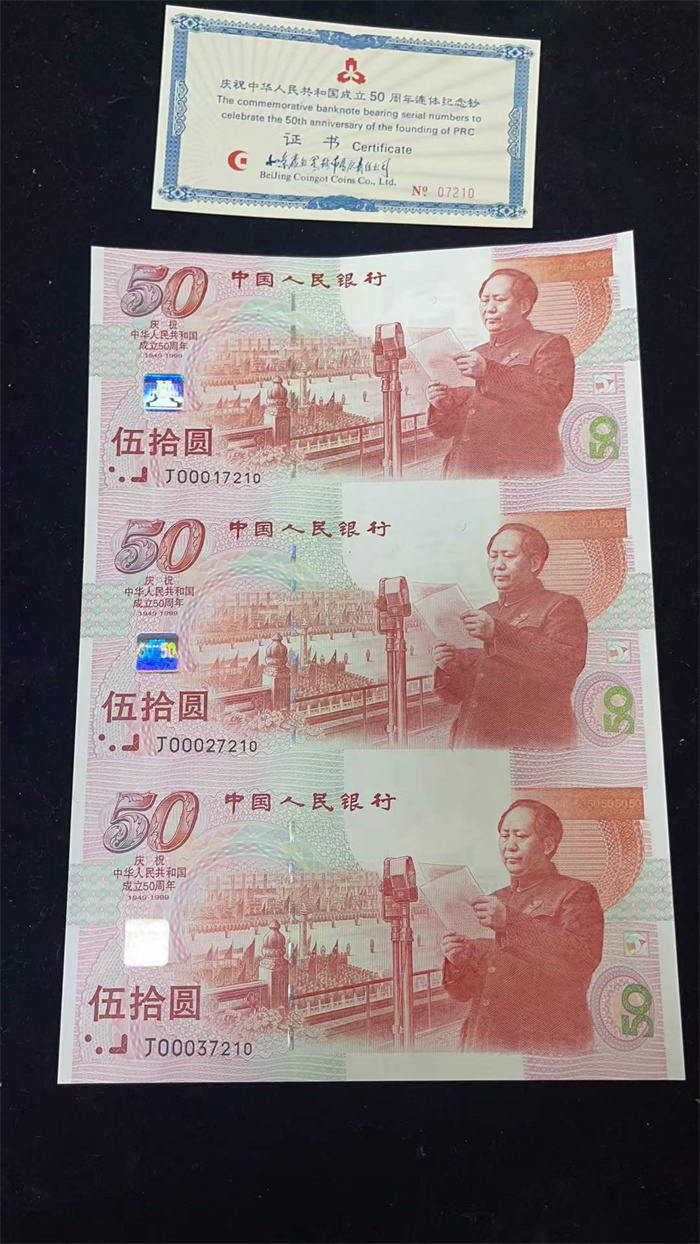 庆祝中华人民共和国成立50周年连体纪念钞
The commemorative banknote bearing serial numbers to
celebrate the 50th anniversary of the founding of PRC
证 书 Certificate
BeiJing Coingot Coins Co., Ltd.
Nº 07210
50 中国人民银行
庆 祝
中华人民共和国
成立50周年
1949-1999
伍拾圆
50
J00017210
50 中国人民银行
庆 祝
中华人民共和国
成立50周年
1949-1999
50
伍拾圆
50
J00027210
50 中国人民银行
庆 祝
中华人民共和国
成立50周年
1949-1999
伍拾圆
50
J00037210